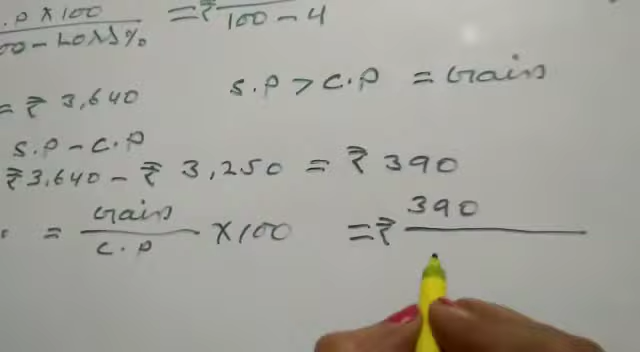 .P × 100 = ₹
00 - Loss% 100 - 4
= ₹ 3,640 S.P > C.P = Gain
S.P - C.P
₹3,640 - ₹ 3,250 = ₹ 390
= Gain × 100 = ₹ 390
C.P